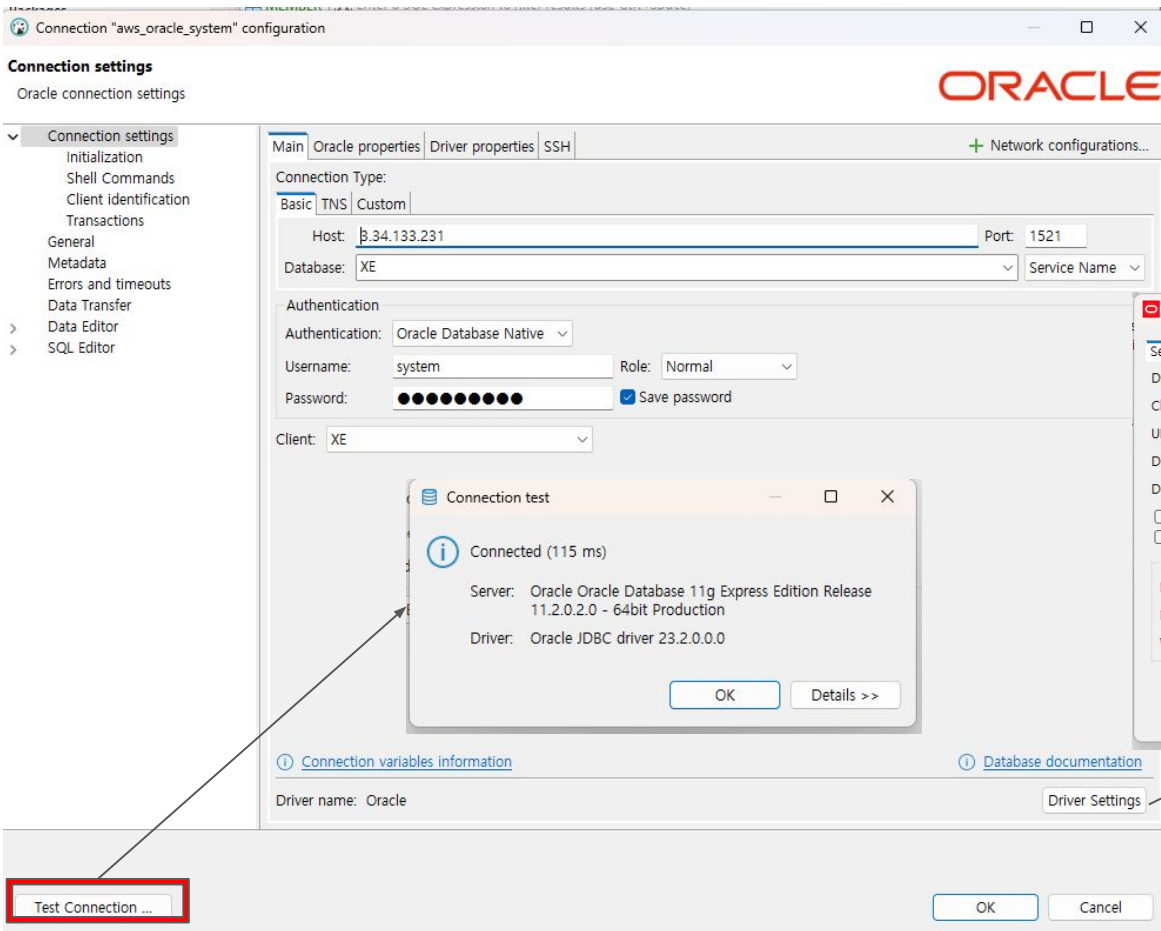 Connection "aws_oracle_system" configuration
Connection settings
Oracle connection settings
ORACLE
Connection settings
Initialization
Shell Commands
Client identification
Transactions
General
Metadata
Errors and timeouts
Data Transfer
Data Editor
SQL Editor
Main Oracle properties Driver properties SSH
Network configurations...
Connection Type:
Basic TNS Custom
Host: 3.34.133.231 Port: 1521
Database: XE Service Name
Authentication
Authentication: Oracle Database Native
Username: system Role: Normal
Password: ●●●●●●●●● Save password
Client: XE
Connection test
Connected (115 ms)
Server: Oracle Oracle Database 11g Express Edition Release
11.2.0.2.0 - 64bit Production
Driver: Oracle JDBC driver 23.2.0.0.0
OK Details >>
Connection variables information Database documentation
Driver name: Oracle Driver Settings
Test Connection ... OK Cancel